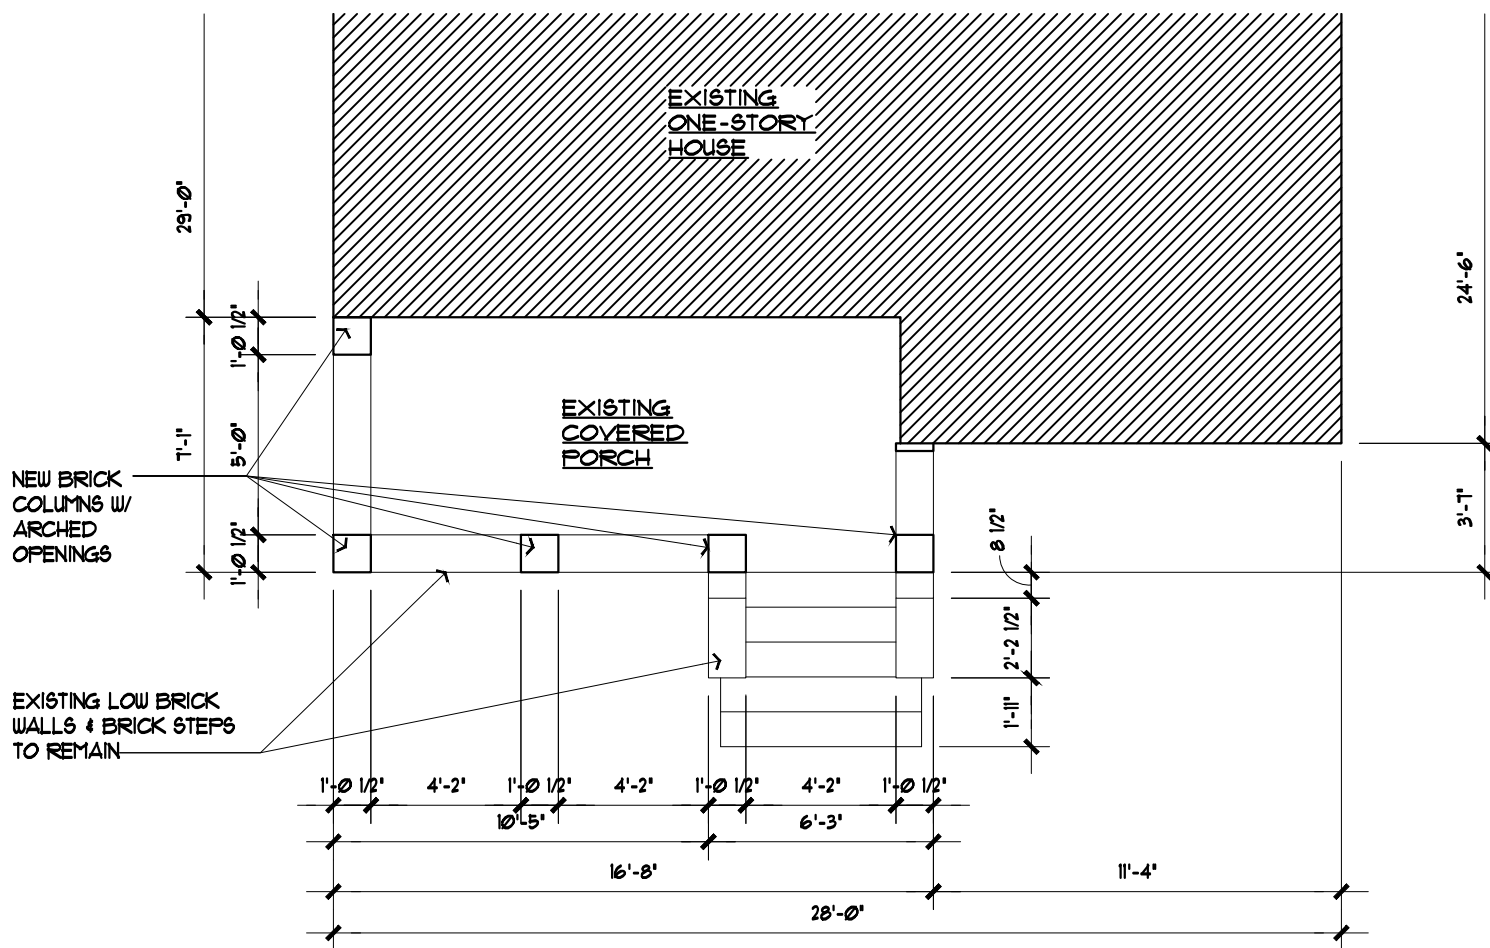 EXISTING
ONE-STORY
HOUSE
29'-0"
24'-6"
1'-0 1/2"
EXISTING
COVERED
PORCH
7'-1"
5'-0"
NEW BRICK
COLUMNS W/
ARCHED
OPENINGS
1'-0 1/2"
3'-7"
8 1/2"
2'-2 1/2"
1'-11"
EXISTING LOW BRICK
WALLS & BRICK STEPS
TO REMAIN
1'-0 1/2" 4'-2" 1'-0 1/2" 4'-2" 1'-0 1/2" 4'-2" 1'-0 1/2"
10'-5" 6'-3"
16'-8" 11'-4"
28'-0"